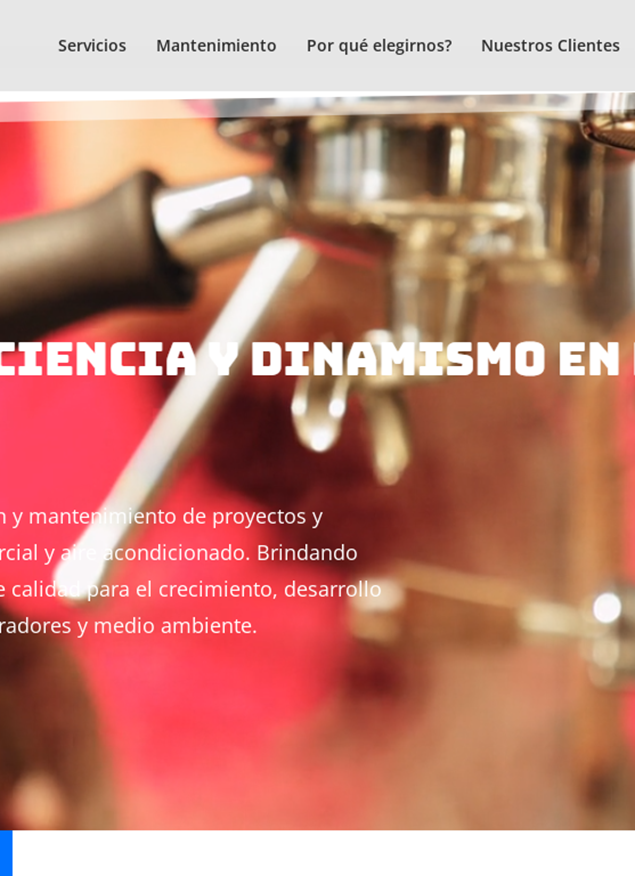 Servicios Mantenimiento Por qué elegirnos? Nuestros Clientes
CIENCIA Y DINAMISMO EN
n y mantenimiento de proyectos y
rcial y aire acondicionado. Brindando
e calidad para el crecimiento, desarrollo
radores y medio ambiente.